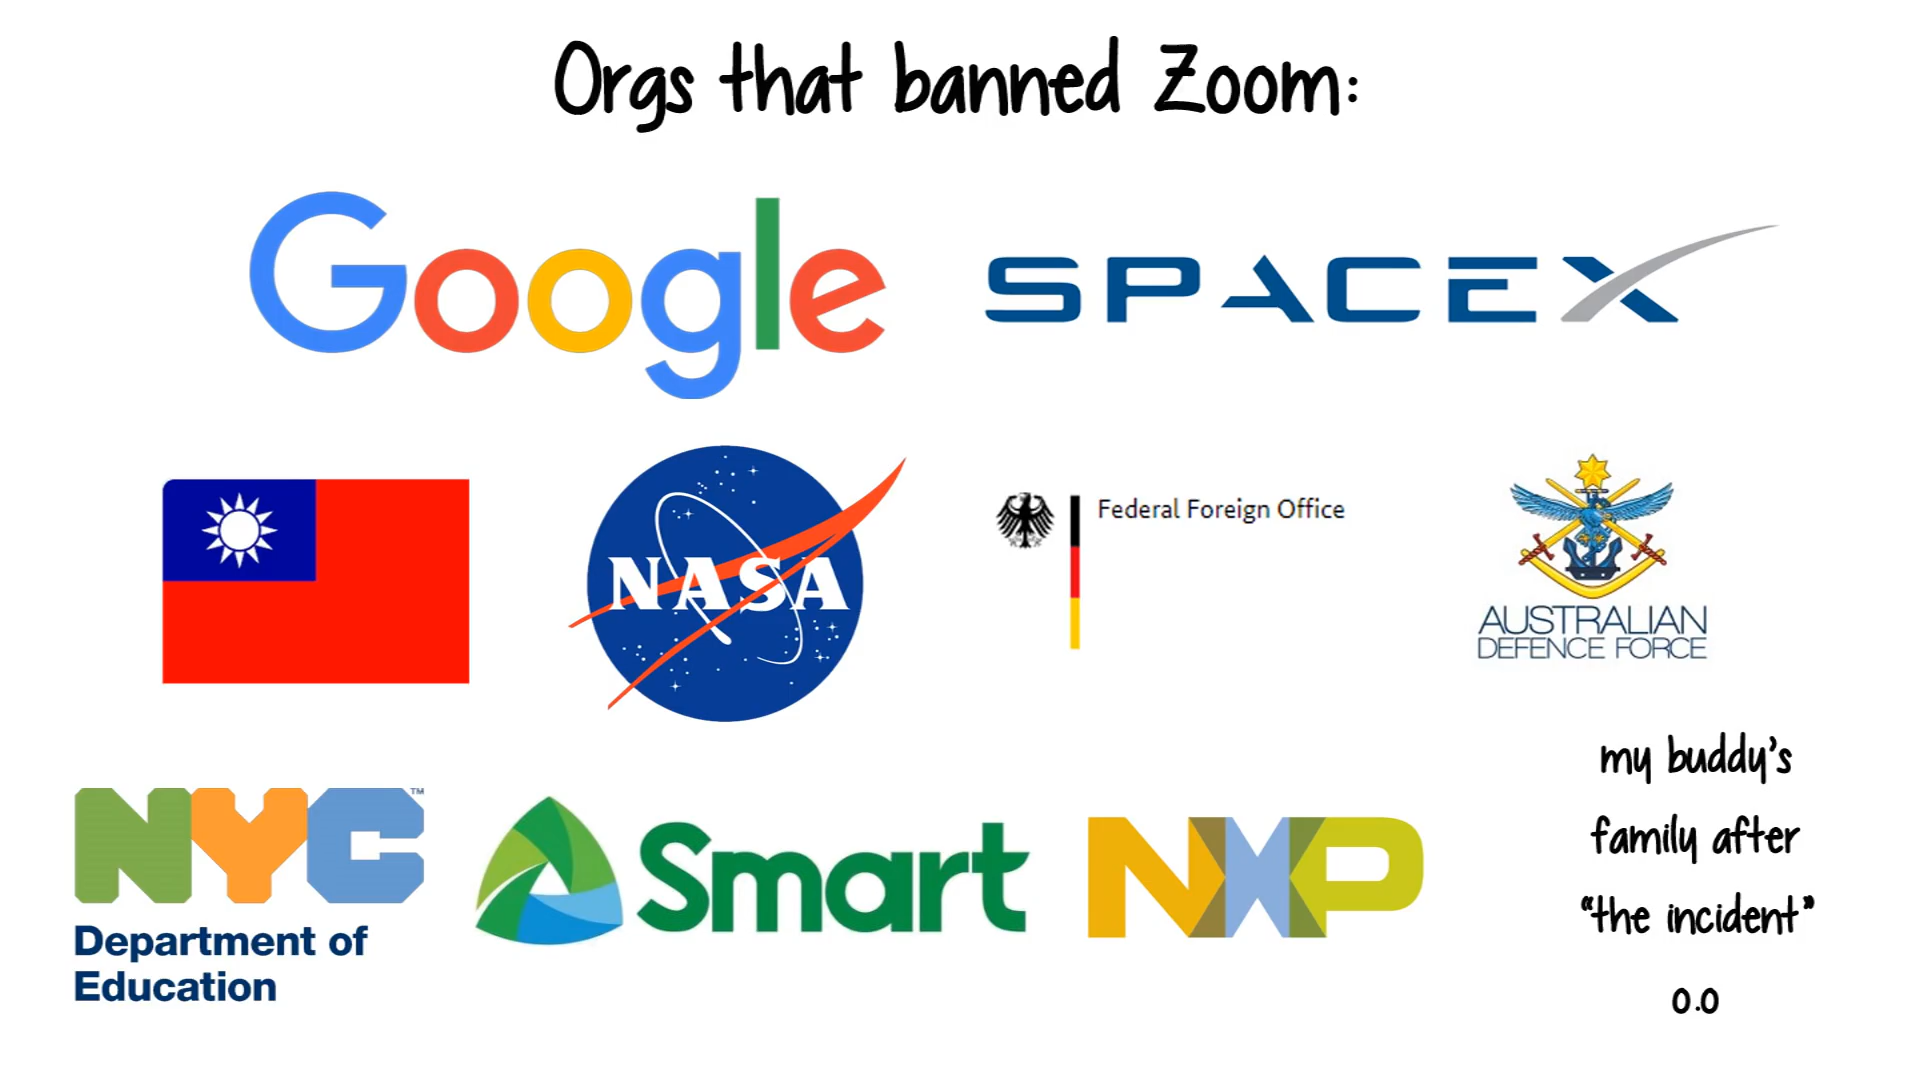 Orgs that banned Zoom:
Google
SPACEX
NASA
Federal Foreign Office
AUSTRALIAN
DEFENCE FORCE
NYC™
Department of
Education
Smart
NXP
my buddy's
family after
“the incident”
0.0